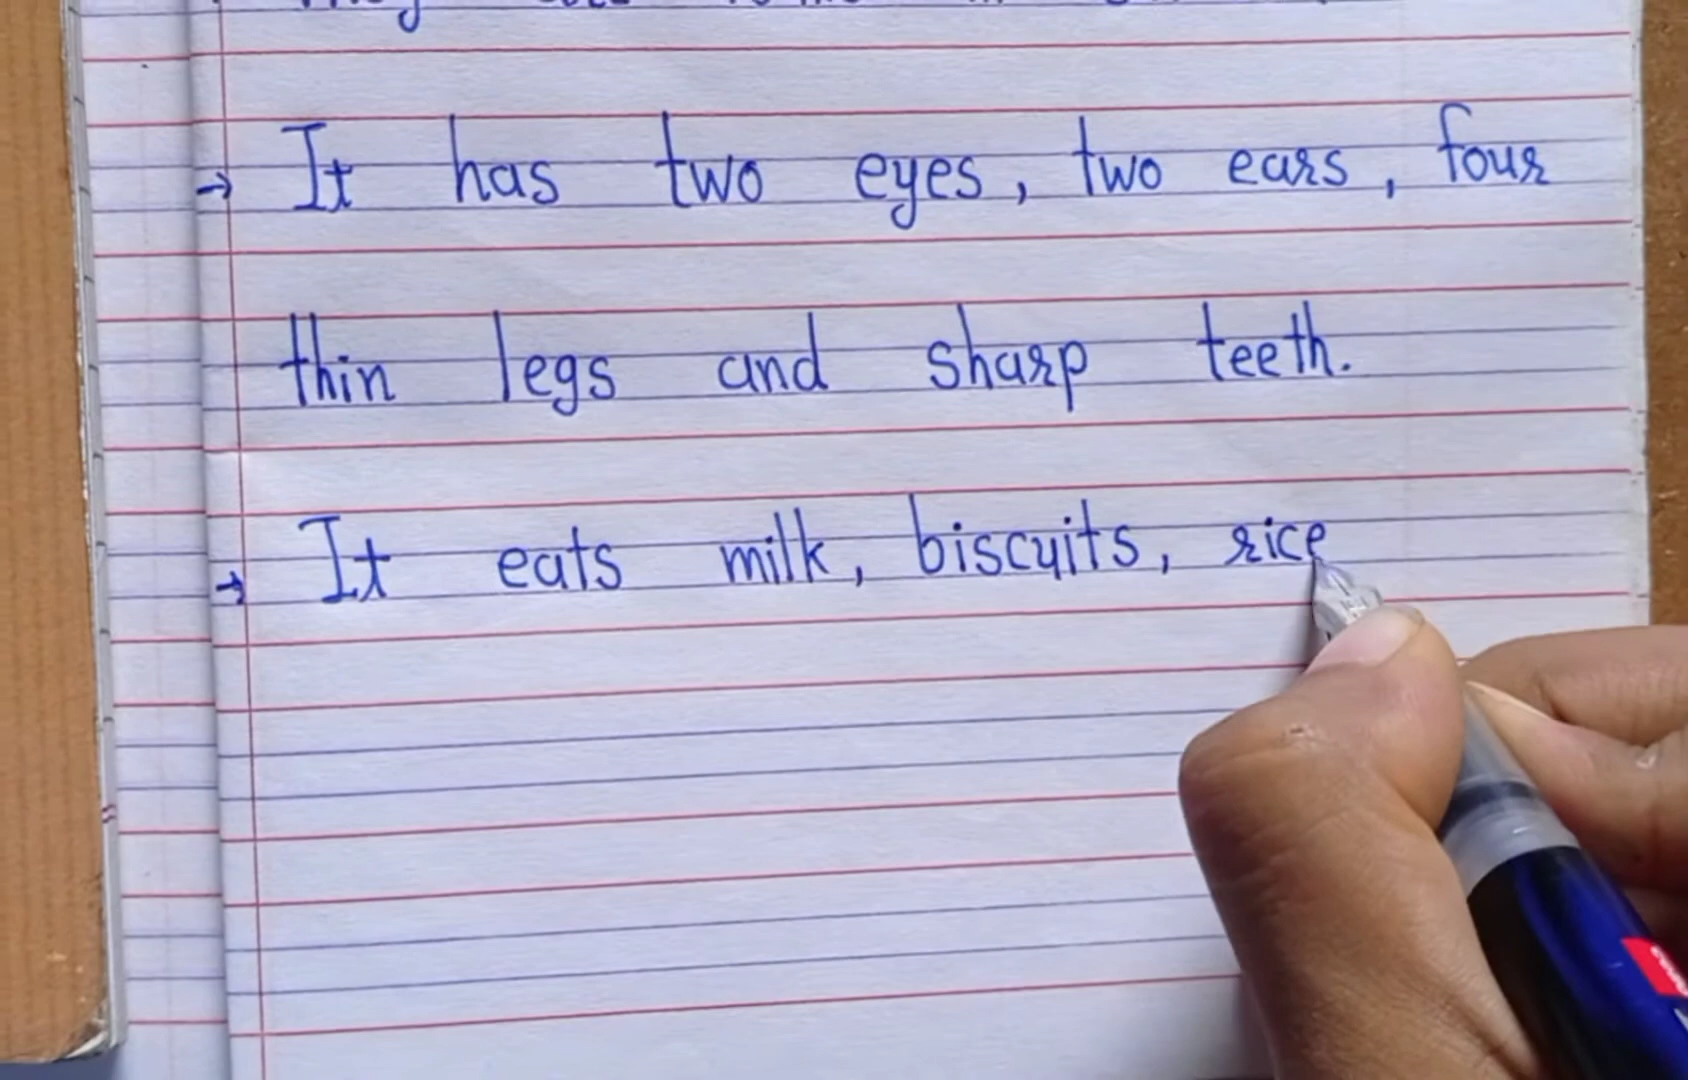 → It has two eyes, two ears, four
thin legs and sharp teeth.
→ It eats milk, biscuits, rice